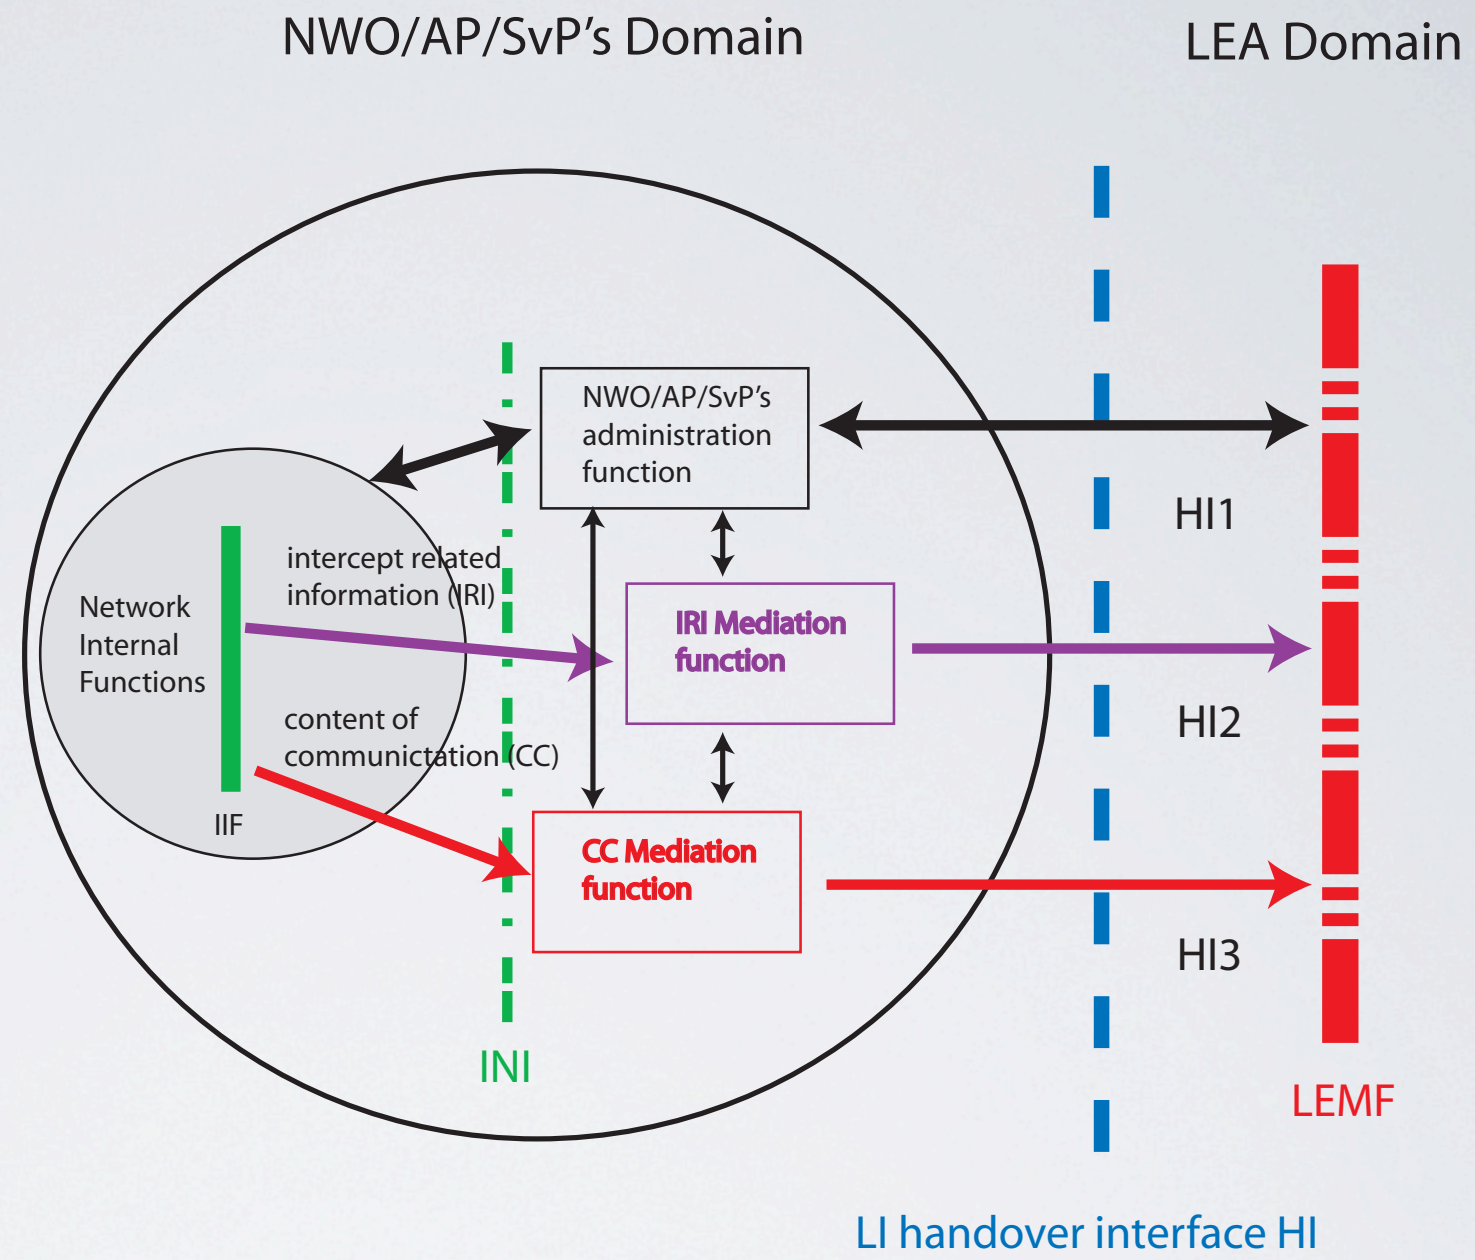 NWO/AP/SvP's Domain
LEA Domain
NWO/AP/SvP's
administration
function
HI1
intercept related
information (IRI)
Network
Internal
Functions
IRI Mediation
function
HI2
content of
communictation (CC)
IIF
CC Mediation
function
HI3
INI
LEMF
LI handover interface HI